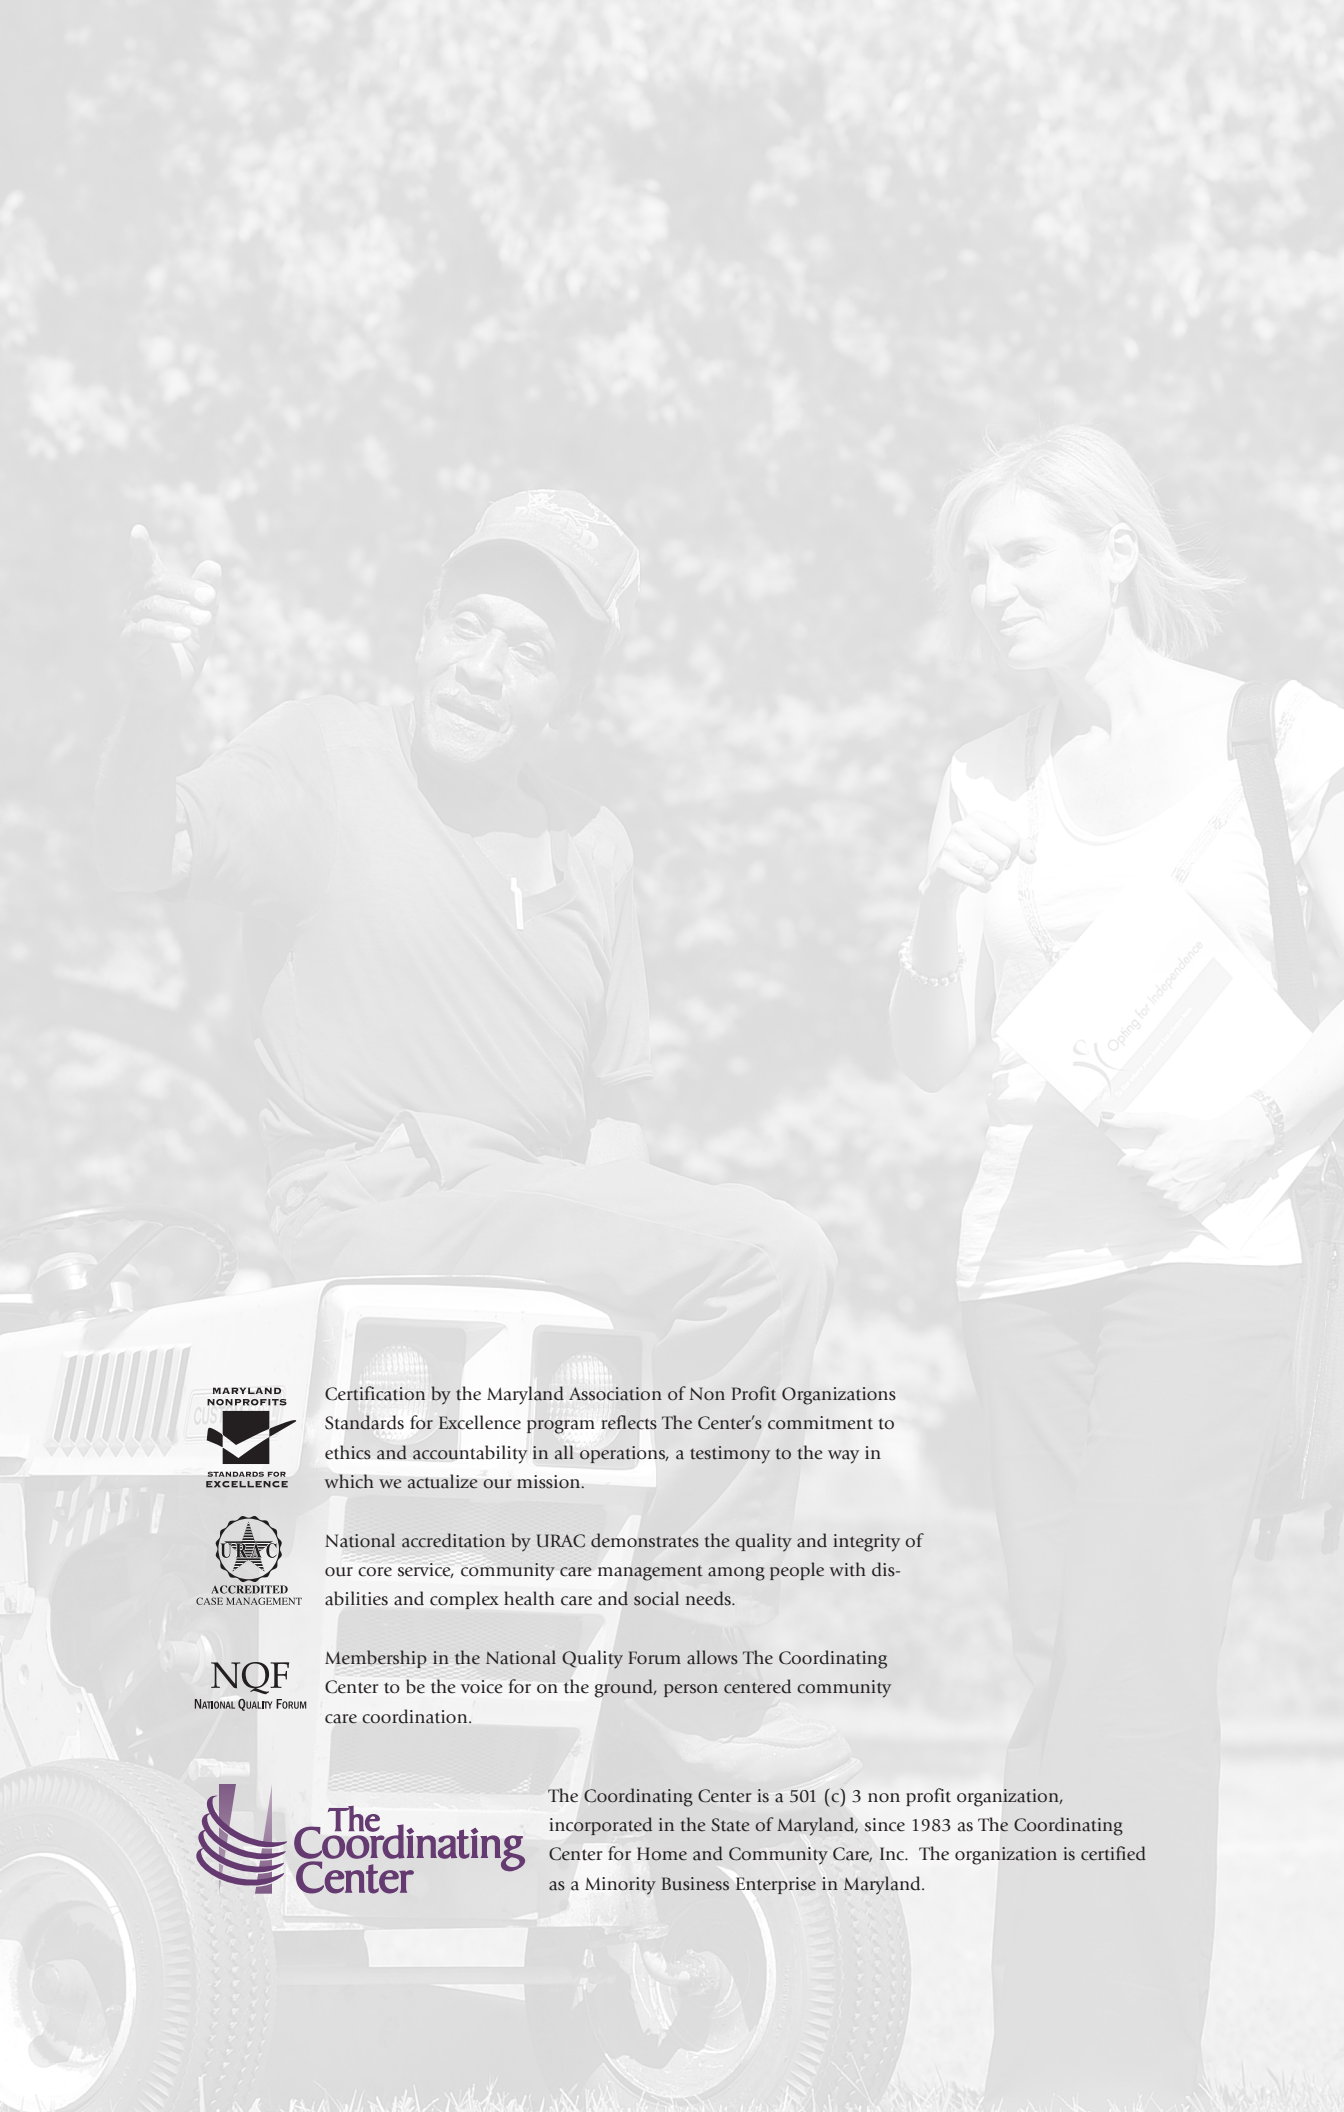 Opting for Independence
MARYLAND
NONPROFITS
STANDARDS FOR
EXCELLENCE
Certification by the Maryland Association of Non Profit Organizations
Standards for Excellence program reflects The Center’s commitment to
ethics and accountability in all operations, a testimony to the way in
which we actualize our mission.
URAC
ACCREDITED
CASE MANAGEMENT
National accreditation by URAC demonstrates the quality and integrity of
our core service, community care management among people with dis-
abilities and complex health care and social needs.
NQF
NATIONAL QUALITY FORUM
Membership in the National Quality Forum allows The Coordinating
Center to be the voice for on the ground, person centered community
care coordination.
The
Coordinating
Center
The Coordinating Center is a 501 (c) 3 non profit organization,
incorporated in the State of Maryland, since 1983 as The Coordinating
Center for Home and Community Care, Inc.  The organization is certified
as a Minority Business Enterprise in Maryland.